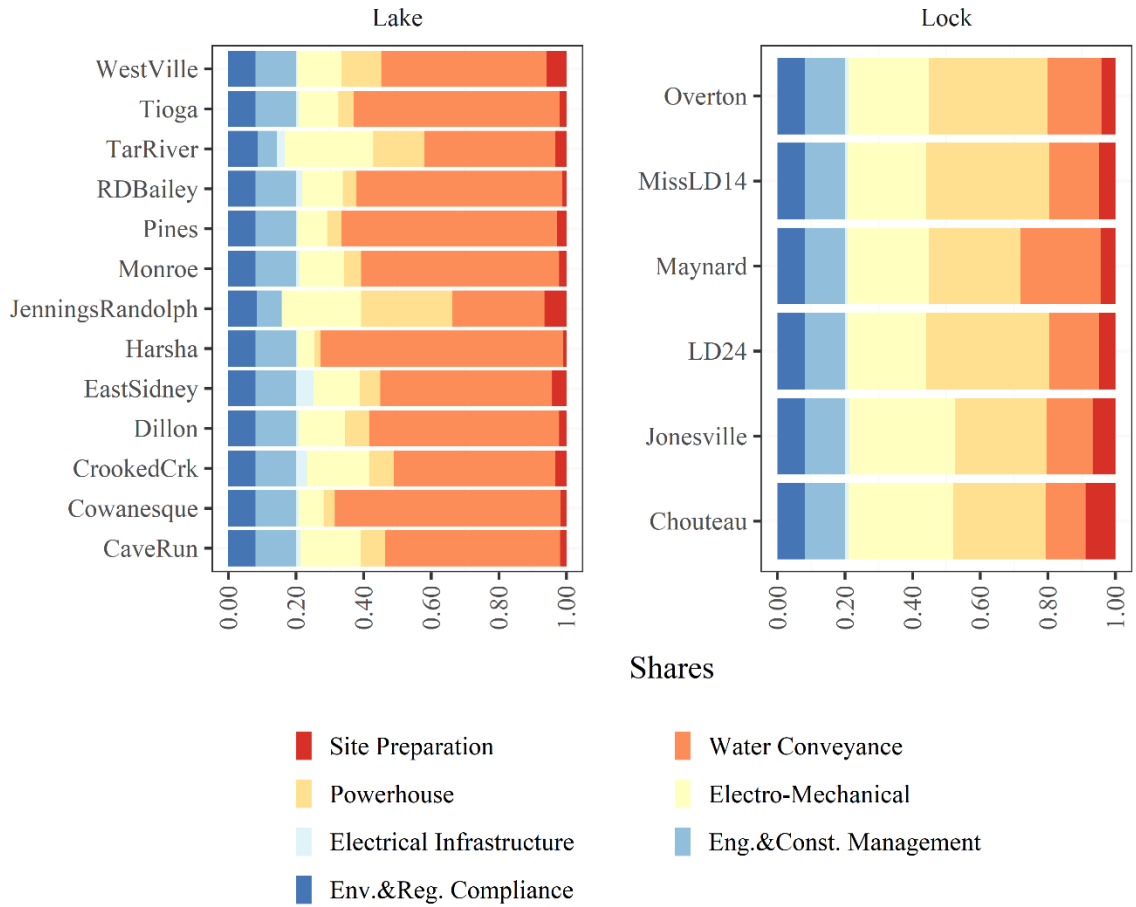 Lake
WestVille
Tioga
TarRiver
RDBailey
Pines
Monroe
JenningsRandolph
Harsha
EastSidney
Dillon
CrookedCrk
Cowanesque
CaveRun
0.00 0.20 0.40 0.60 0.80 1.00
Lock
Overton
MissLD14
Maynard
LD24
Jonesville
Chouteau
0.00 0.20 0.40 0.60 0.80 1.00
Shares
Site Preparation
Powerhouse
Electrical Infrastructure
Env.&Reg. Compliance
Water Conveyance
Electro-Mechanical
Eng.&Const. Management